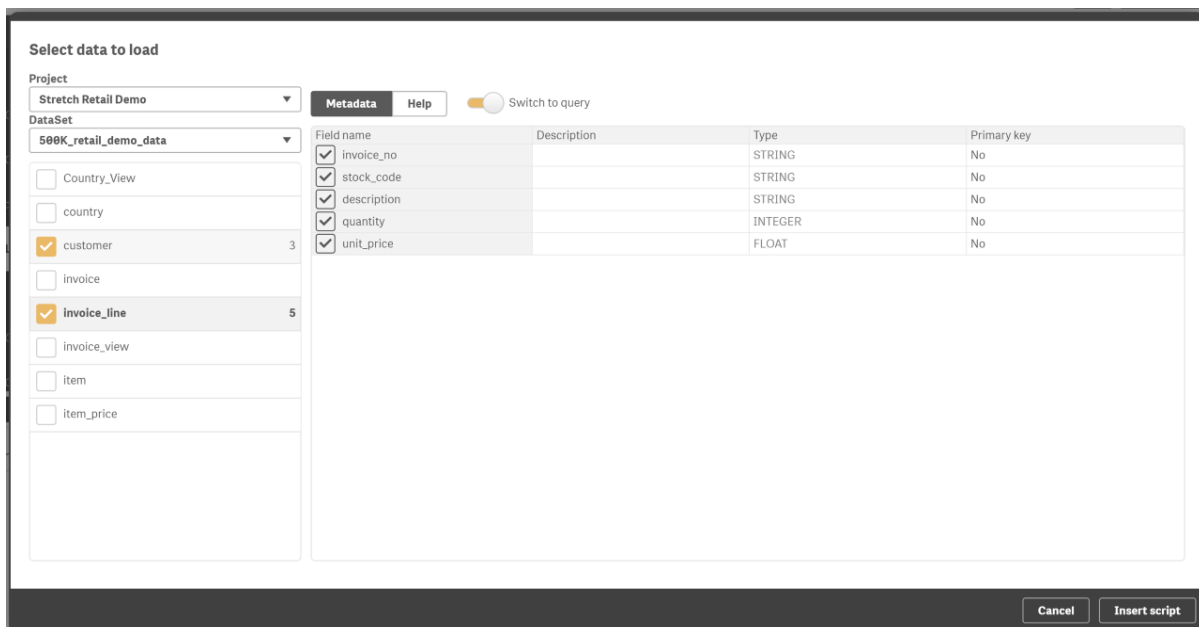 Select data to load
Project
Stretch Retail Demo
DataSet
500K_retail_demo_data
Country_View
country
customer 3
invoice
invoice_line 5
invoice_view
item
item_price
Metadata Help Switch to query
Field name Description Type Primary key
invoice_no STRING No
stock_code STRING No
description STRING No
quantity INTEGER No
unit_price FLOAT No
Cancel Insert script